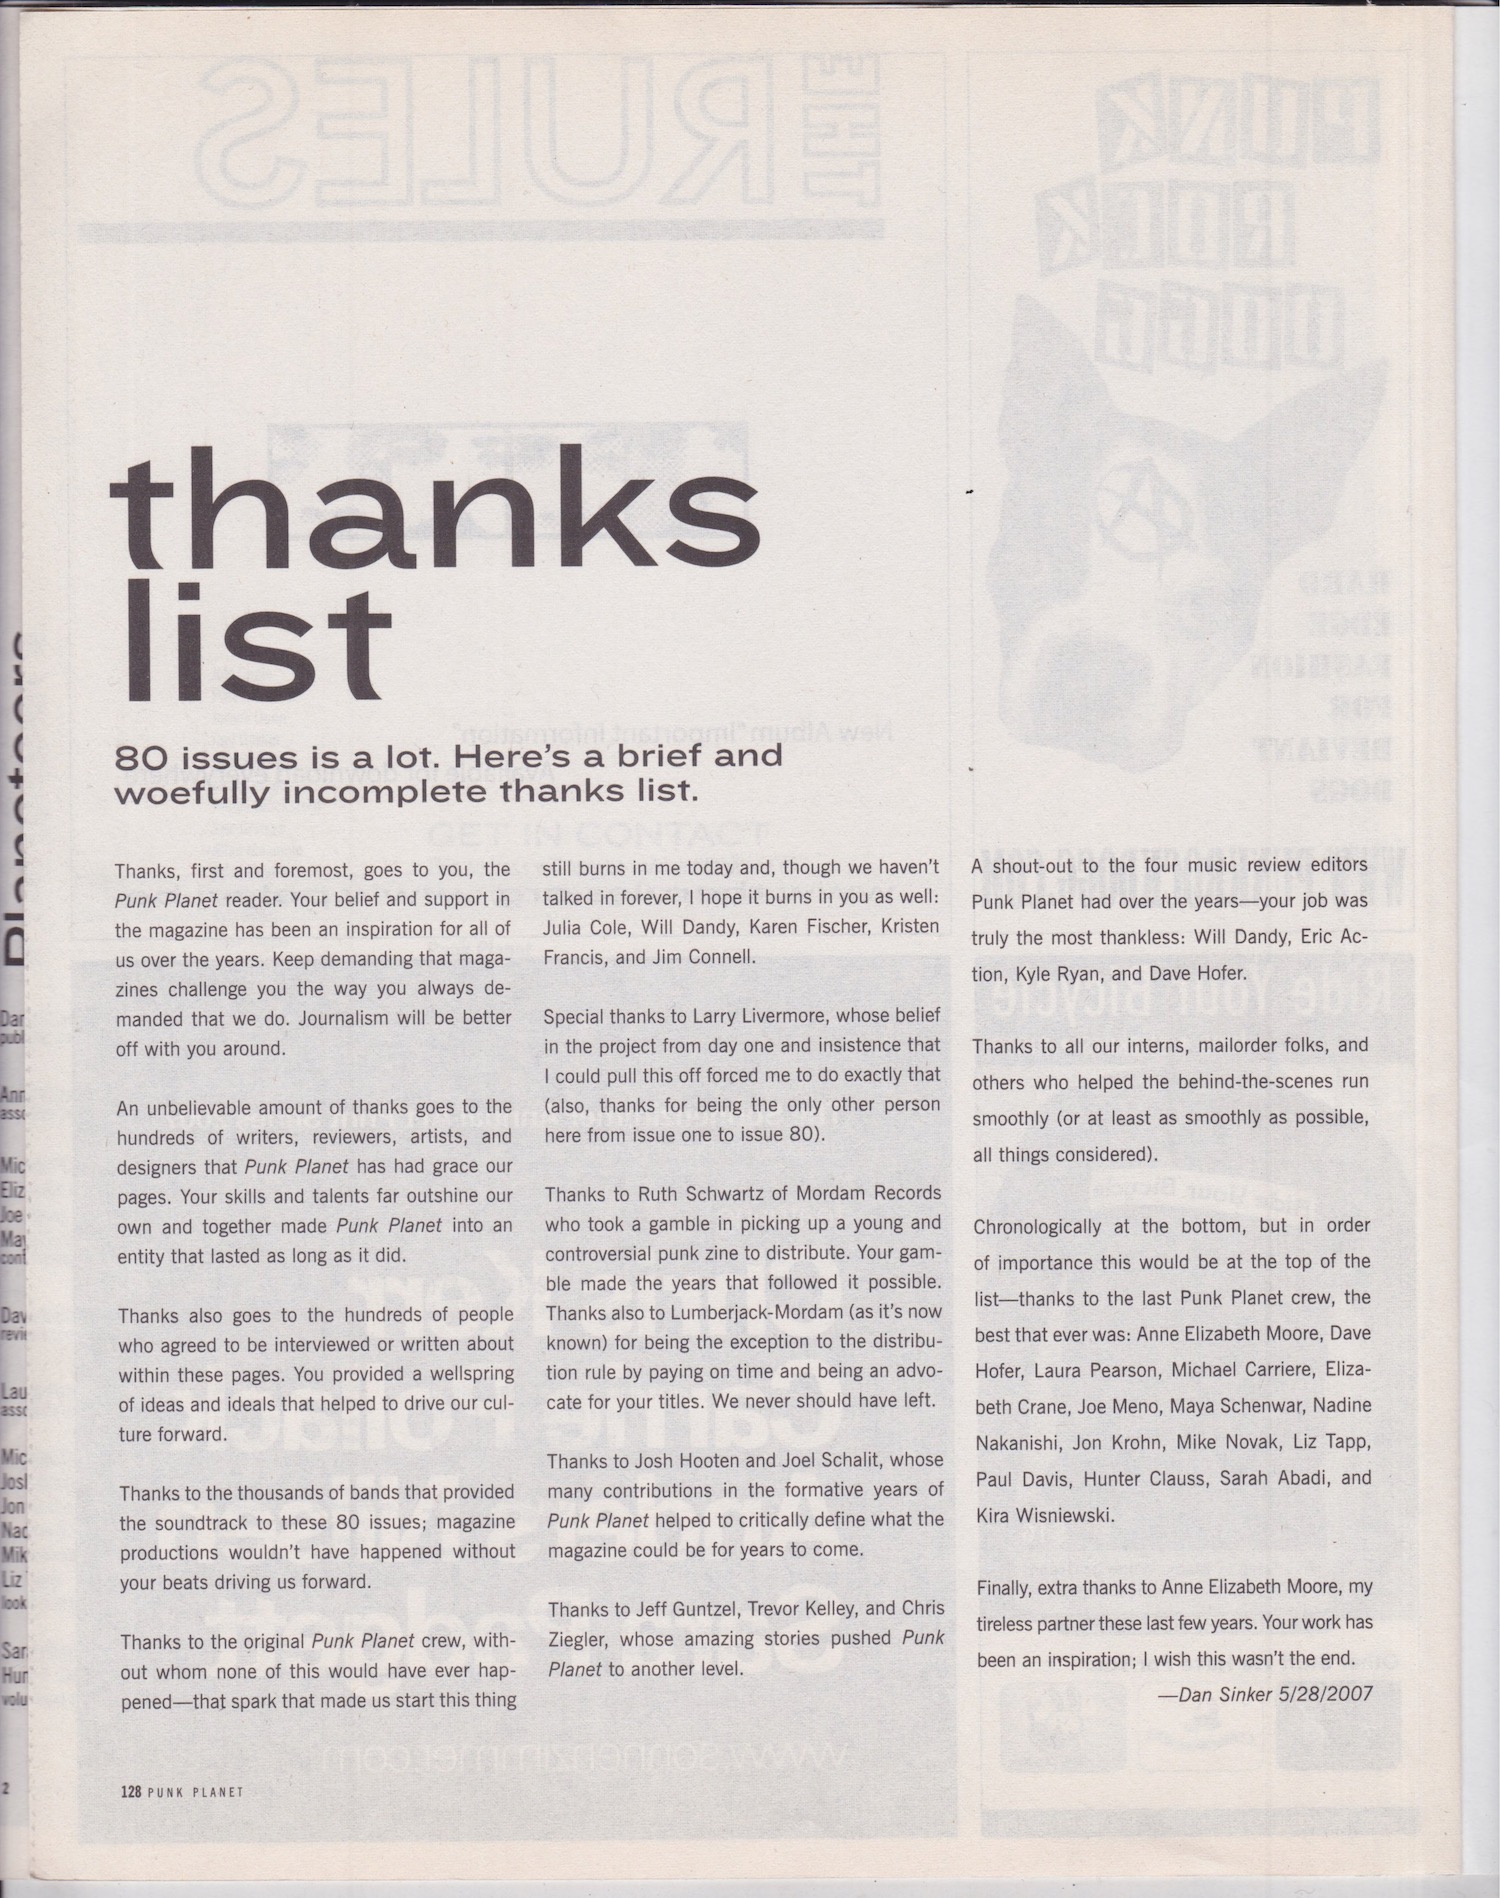 thanks
list
80 issues is a lot. Here's a brief and
woefully incomplete thanks list.
Thanks, first and foremost, goes to you, the
Punk Planet reader. Your belief and support in
the magazine has been an inspiration for all of
us over the years. Keep demanding that maga-
zines challenge you the way you always de-
manded that we do. Journalism will be better
off with you around.
An unbelievable amount of thanks goes to the
hundreds of writers, reviewers, artists, and
designers that Punk Planet has had grace our
pages. Your skills and talents far outshine our
own and together made Punk Planet into an
entity that lasted as long as it did.
Thanks also goes to the hundreds of people
who agreed to be interviewed or written about
within these pages. You provided a wellspring
of ideas and ideals that helped to drive our cul-
ture forward.
Thanks to the thousands of bands that provided
the soundtrack to these 80 issues; magazine
productions wouldn't have happened without
your beats driving us forward.
Thanks to the original Punk Planet crew, with-
out whom none of this would have ever hap-
pened—that spark that made us start this thing
still burns in me today and, though we haven't
talked in forever, I hope it burns in you as well:
Julia Cole, Will Dandy, Karen Fischer, Kristen
Francis, and Jim Connell.
Special thanks to Larry Livermore, whose belief
in the project from day one and insistence that
I could pull this off forced me to do exactly that
(also, thanks for being the only other person
here from issue one to issue 80).
Thanks to Ruth Schwartz of Mordam Records
who took a gamble in picking up a young and
controversial punk zine to distribute. Your gam-
ble made the years that followed it possible.
Thanks also to Lumberjack-Mordam (as it's now
known) for being the exception to the distribu-
tion rule by paying on time and being an advo-
cate for your titles. We never should have left.
Thanks to Josh Hooten and Joel Schalit, whose
many contributions in the formative years of
Punk Planet helped to critically define what the
magazine could be for years to come.
Thanks to Jeff Guntzel, Trevor Kelley, and Chris
Ziegler, whose amazing stories pushed Punk
Planet to another level.
A shout-out to the four music review editors
Punk Planet had over the years—your job was
truly the most thankless: Will Dandy, Eric Ac-
tion, Kyle Ryan, and Dave Hofer.
Thanks to all our interns, mailorder folks, and
others who helped the behind-the-scenes run
smoothly (or at least as smoothly as possible,
all things considered).
Chronologically at the bottom, but in order
of importance this would be at the top of the
list—thanks to the last Punk Planet crew, the
best that ever was: Anne Elizabeth Moore, Dave
Hofer, Laura Pearson, Michael Carriere, Eliza-
beth Crane, Joe Meno, Maya Schenwar, Nadine
Nakanishi, Jon Krohn, Mike Novak, Liz Tapp,
Paul Davis, Hunter Clauss, Sarah Abadi, and
Kira Wisniewski.
Finally, extra thanks to Anne Elizabeth Moore, my
tireless partner these last few years. Your work has
been an inspiration; I wish this wasn't the end.
—Dan Sinker 5/28/2007
128 PUNK PLANET